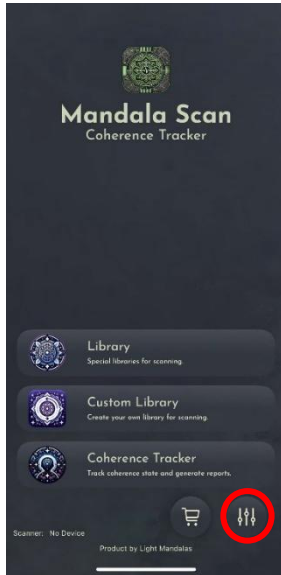 Mandala Scan
Coherence Tracker
Library
Special libraries for scanning.
Custom Library
Create your own library for scanning.
Coherence Tracker
Track coherence state and generate reports.
Scanner: No Device
Product by Light Mandalas